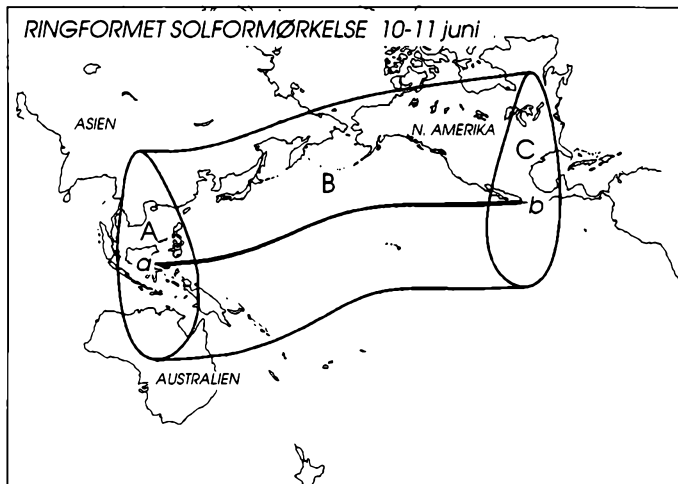 RINGFORMET SOLFORMØRKELSE 10-11 juni
ASIEN
N. AMERIKA
C
B
A
b
a
AUSTRALIEN